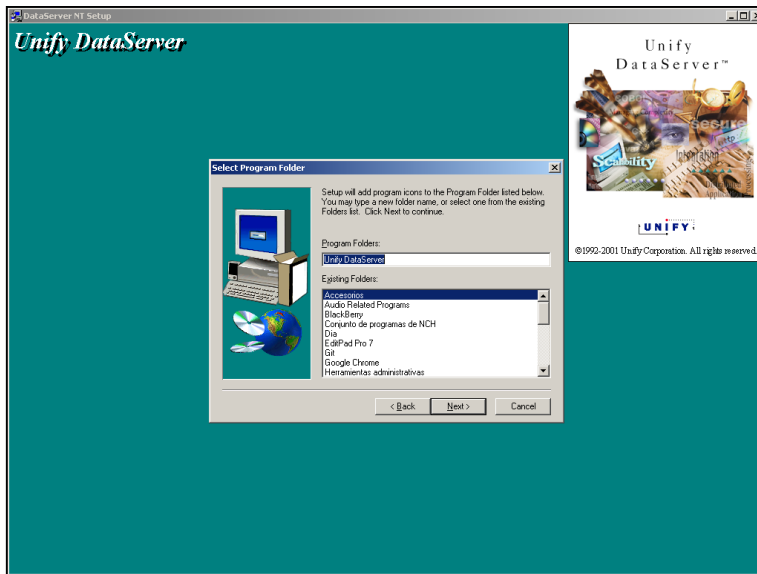 DataServer NT Setup
Unify DataServer
Unify
DataServer™
secure
http
Integration
Scalability
UNIFY
©1992-2001 Unify Corporation. All rights reserved.
Select Program Folder
Setup will add program icons to the Program Folder listed below.
You may type a new folder name, or select one from the existing
Folders list. Click Next to continue.
Program Folders:
Unify DataServer
Existing Folders:
Accesorios
Audio Related Programs
BlackBerry
Conjunto de programas de NCH
Dia
EditPad Pro 7
Git
Google Chrome
Herramientas administrativas
< Back
Next >
Cancel